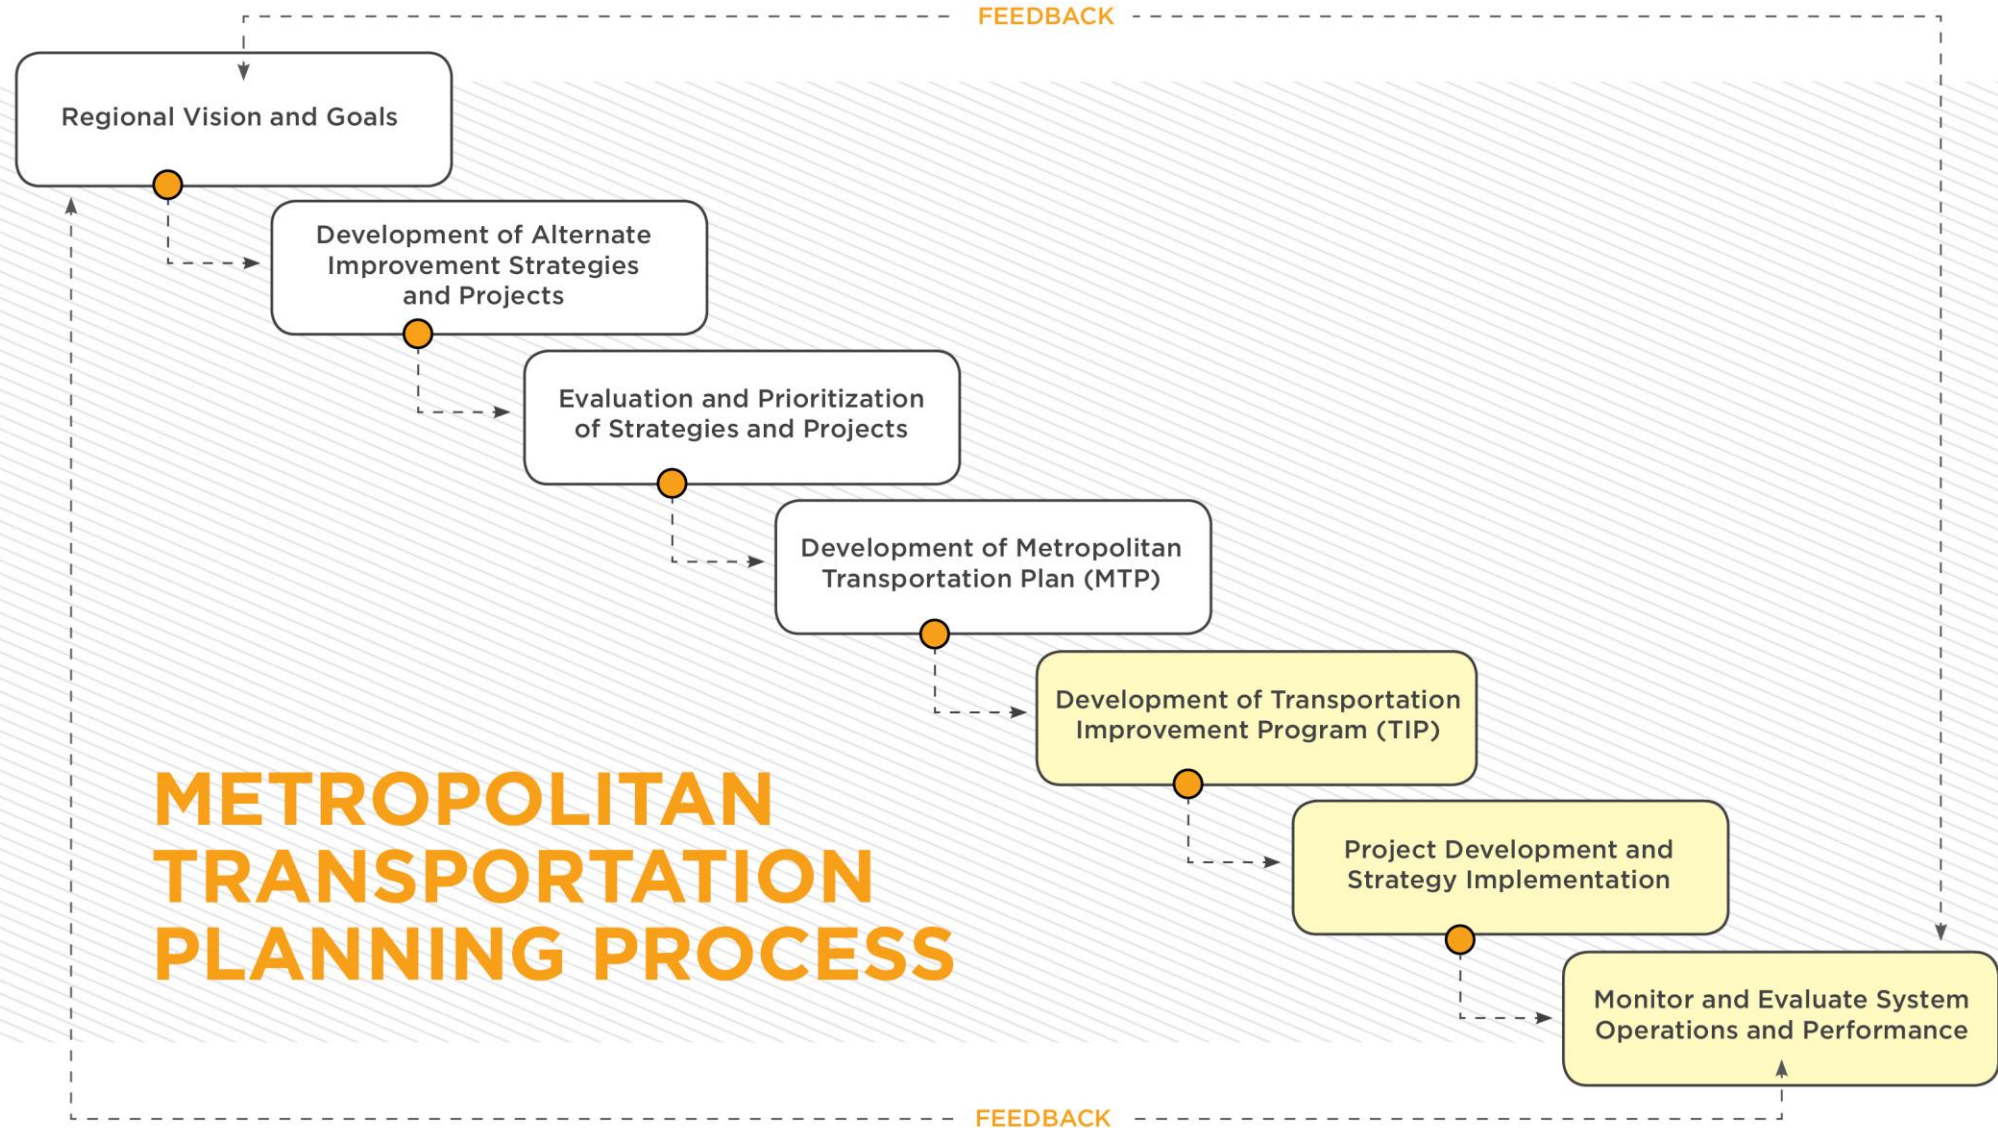 FEEDBACK
Regional Vision and Goals
Development of Alternate
Improvement Strategies
and Projects
Evaluation and Prioritization
of Strategies and Projects
Development of Metropolitan
Transportation Plan (MTP)
Development of Transportation
Improvement Program (TIP)
Project Development and
Strategy Implementation
Monitor and Evaluate System
Operations and Performance
METROPOLITAN
TRANSPORTATION
PLANNING PROCESS
FEEDBACK